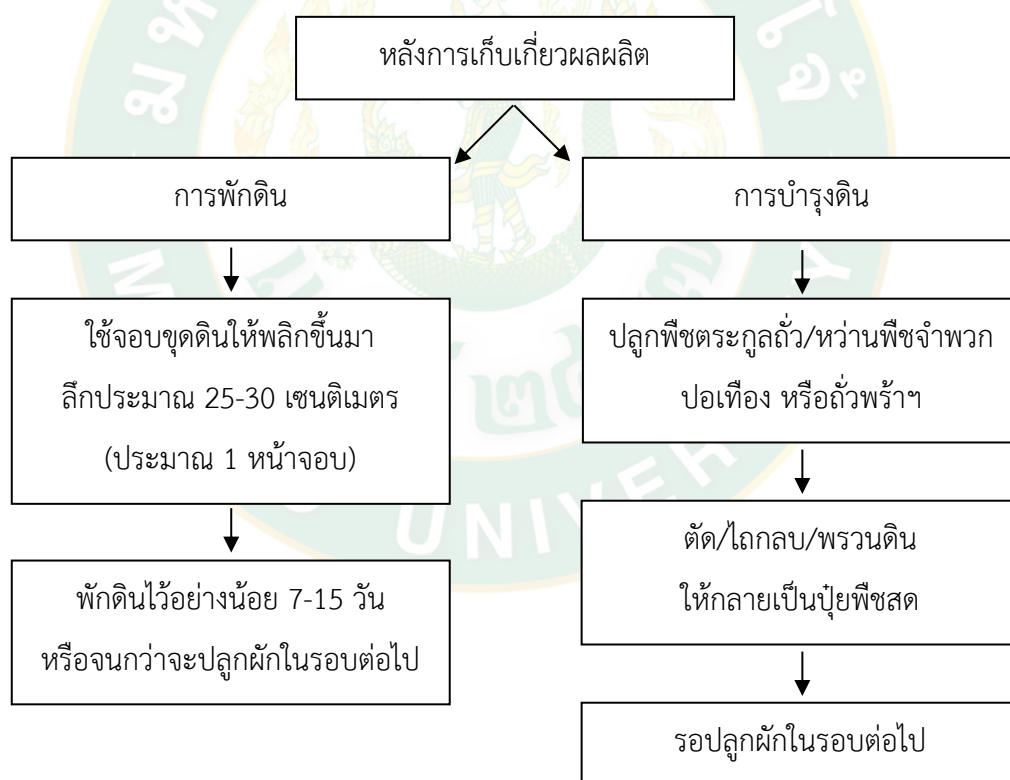 หลังการเก็บเกี่ยวผลผลิต
การพักดิน
การบำรุงดิน
ใช้จอบขุดดินให้พลิกขึ้นมา
ลึกประมาณ 25-30 เซนติเมตร
(ประมาณ 1 หน้าจอบ)
พักดินไว้อย่างน้อย 7-15 วัน
หรือจนกว่าจะปลูกผักในรอบต่อไป
ปลูกพืชตระกูลถั่ว/หว่านพืชจำพวก
ปอเทือง หรือถั่วพร้าฯ
ตัด/ไถกลบ/พรวนดิน
ให้กลายเป็นปุ๋ยพืชสด
รอปลูกผักในรอบต่อไป